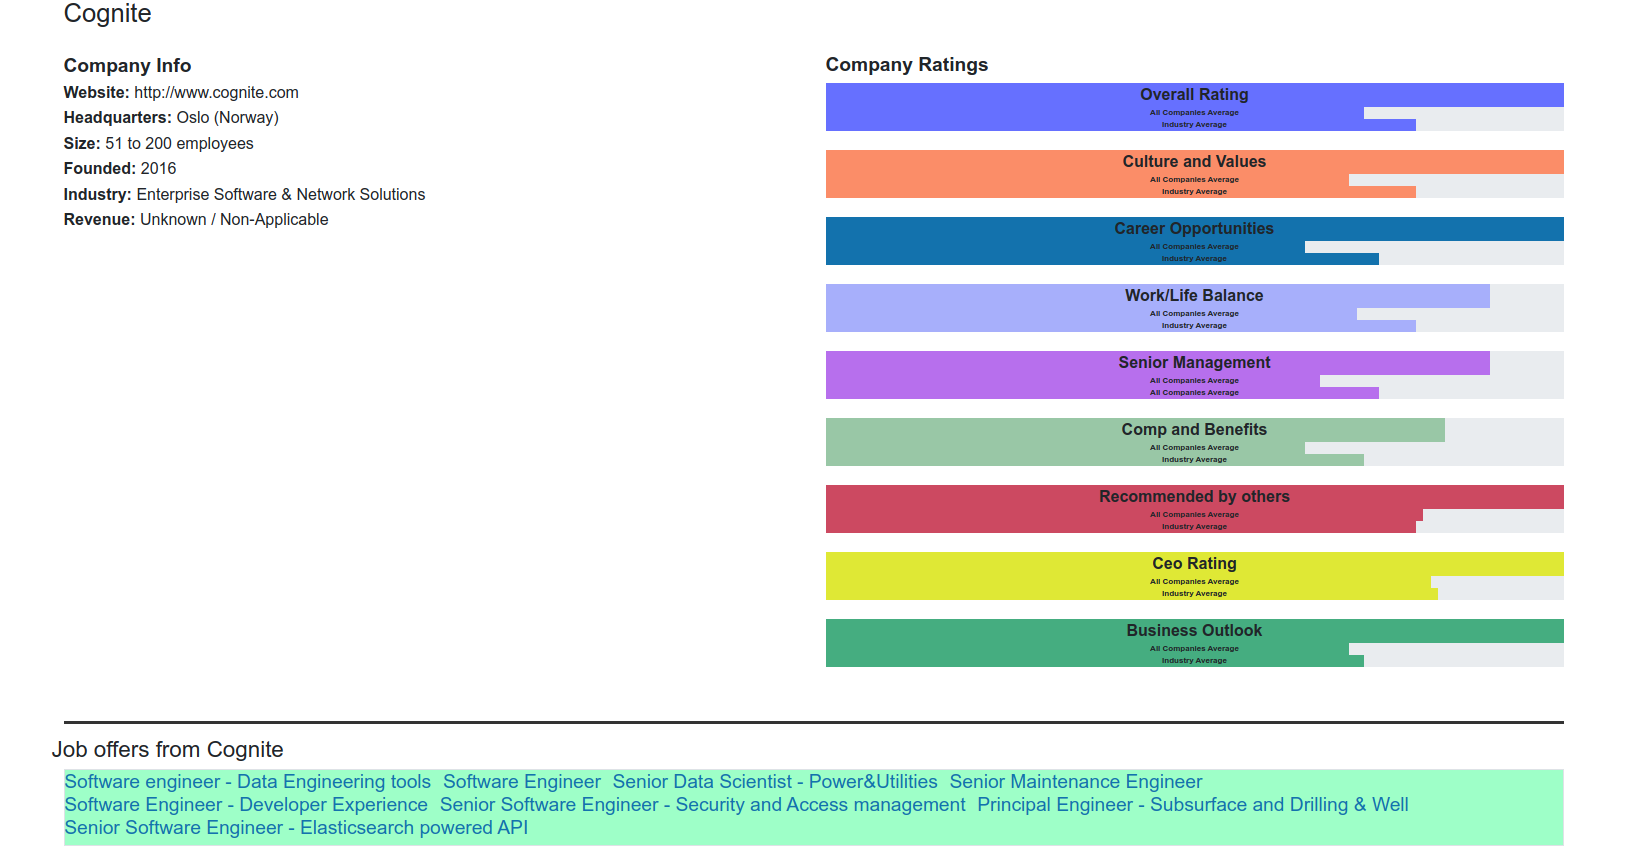 Cognite
Company Info
Website: http://www.cognite.com
Headquarters: Oslo (Norway)
Size: 51 to 200 employees
Founded: 2016
Industry: Enterprise Software & Network Solutions
Revenue: Unknown / Non-Applicable
Company Ratings
Overall Rating
All Companies Average
Industry Average
Culture and Values
All Companies Average
Industry Average
Career Opportunities
All Companies Average
Industry Average
Work/Life Balance
All Companies Average
Industry Average
Senior Management
All Companies Average
All Companies Average
Comp and Benefits
All Companies Average
Industry Average
Recommended by others
All Companies Average
Industry Average
Ceo Rating
All Companies Average
Industry Average
Business Outlook
All Companies Average
Industry Average
Job offers from Cognite
Software engineer - Data Engineering tools Software Engineer Senior Data Scientist - Power&Utilities Senior Maintenance Engineer
Software Engineer - Developer Experience Senior Software Engineer - Security and Access management Principal Engineer - Subsurface and Drilling & Well
Senior Software Engineer - Elasticsearch powered API